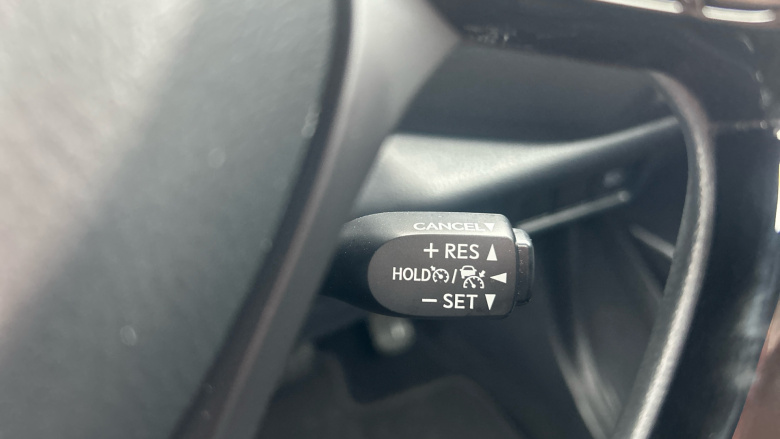 CANCEL▼
+ RES ▲
HOLD / ◀
− SET ▼